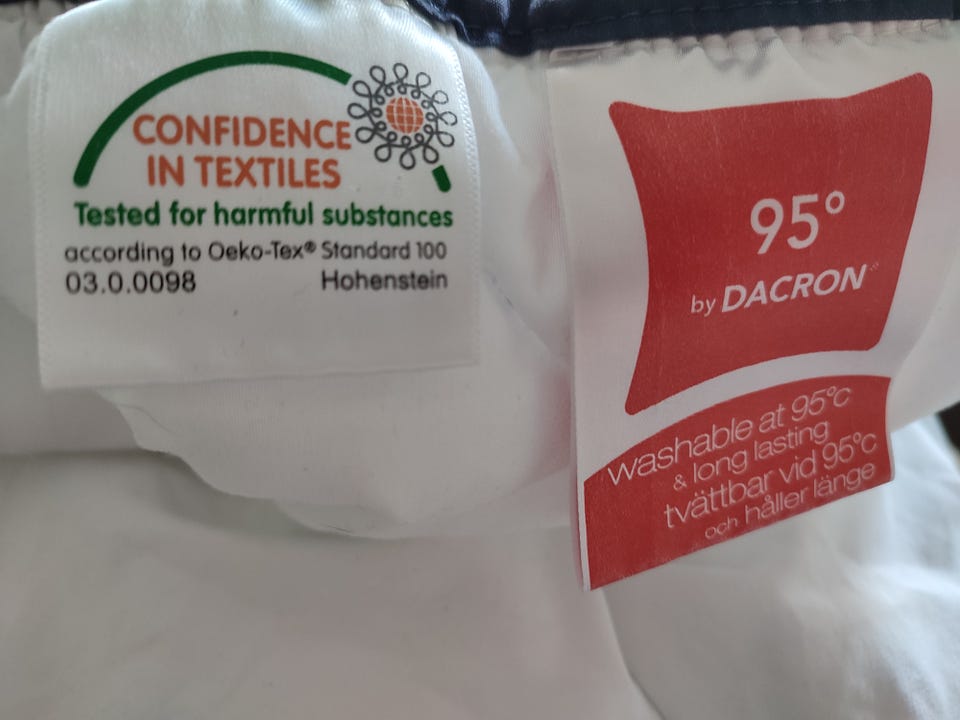 CONFIDENCE
IN TEXTILES
Tested for harmful substances
according to Oeko-Tex® Standard 100
03.0.0098 Hohenstein
95°
by DACRON
washable at 95°c
& long lasting
tvättbar vid 95°c
och håller länge